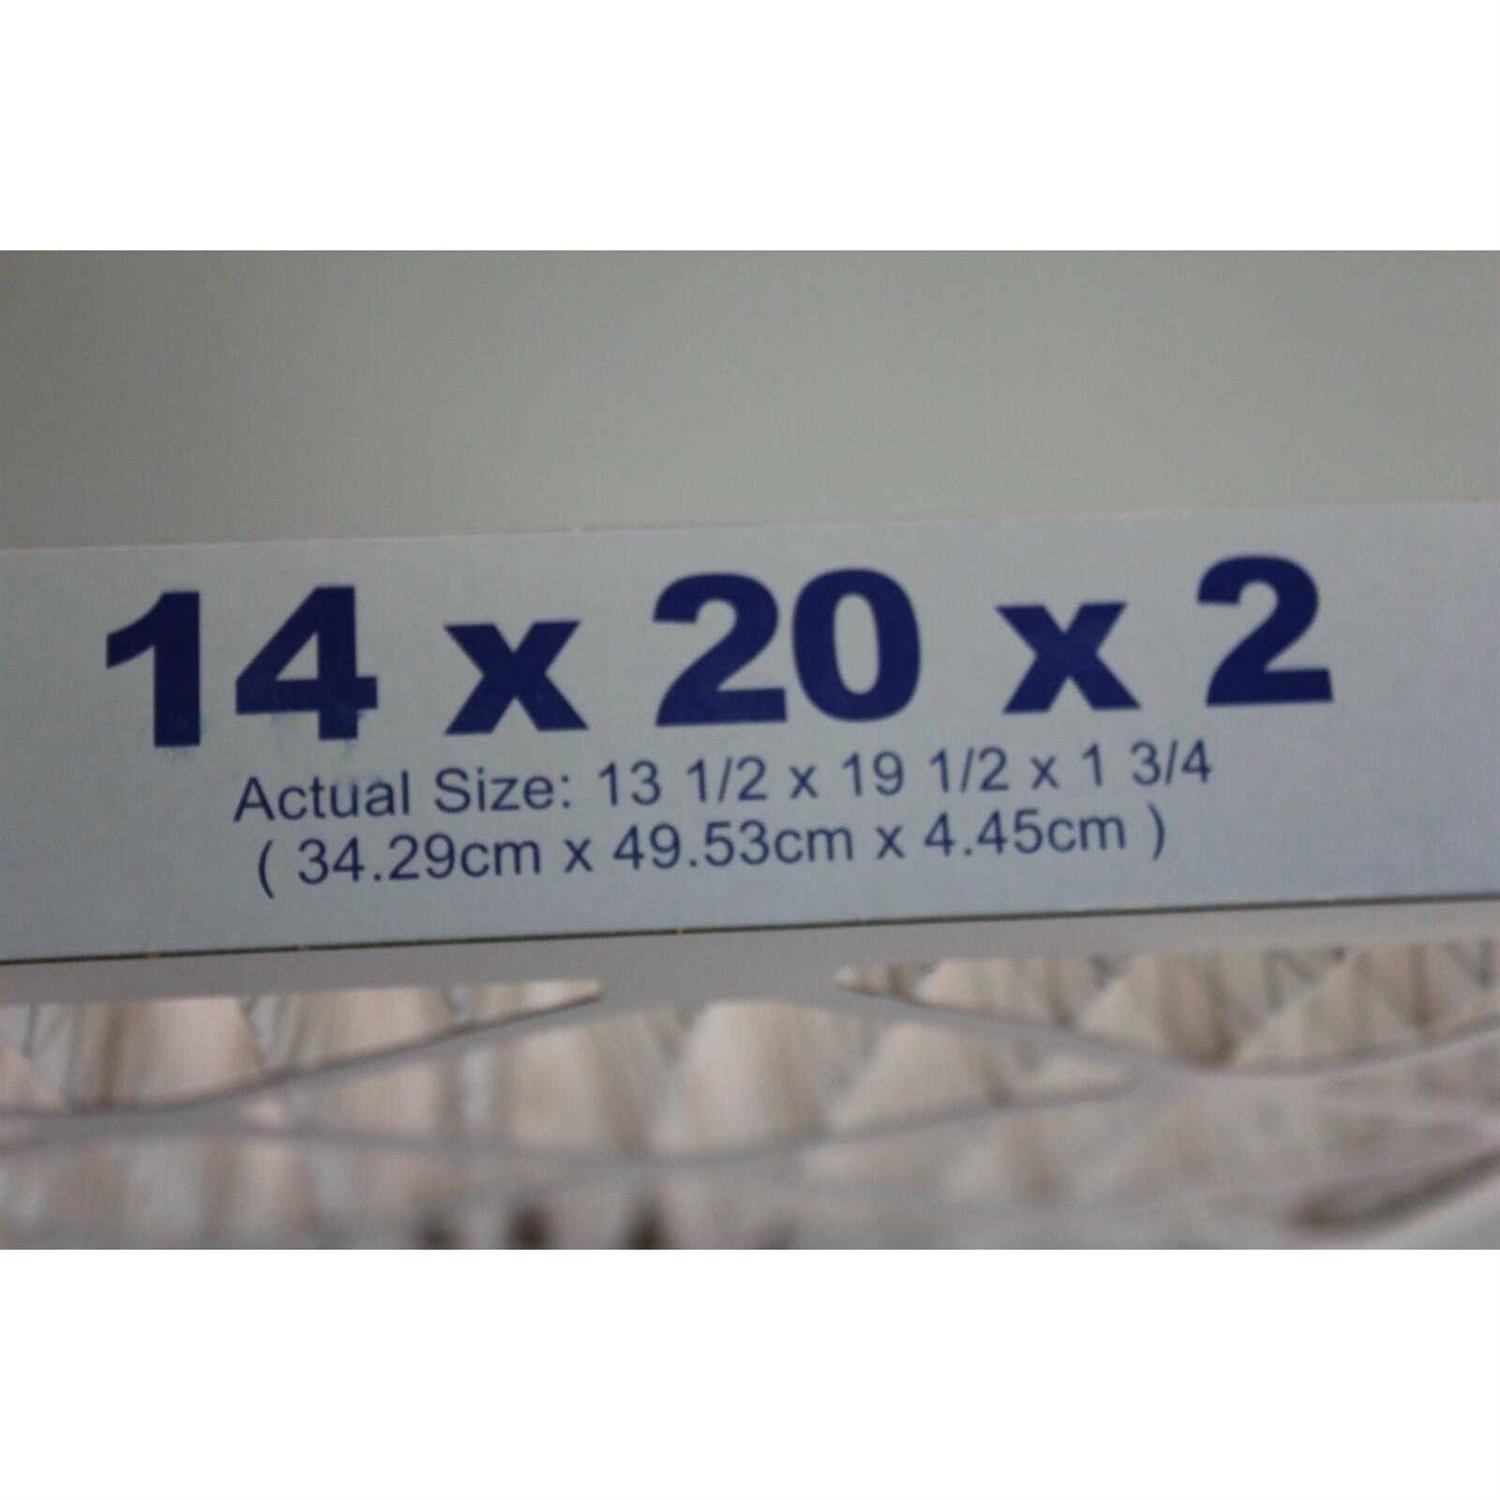 14 x 20 x 2
Actual Size: 13 1/2 x 19 1/2 x 1 3/4
( 34.29cm x 49.53cm x 4.45cm )